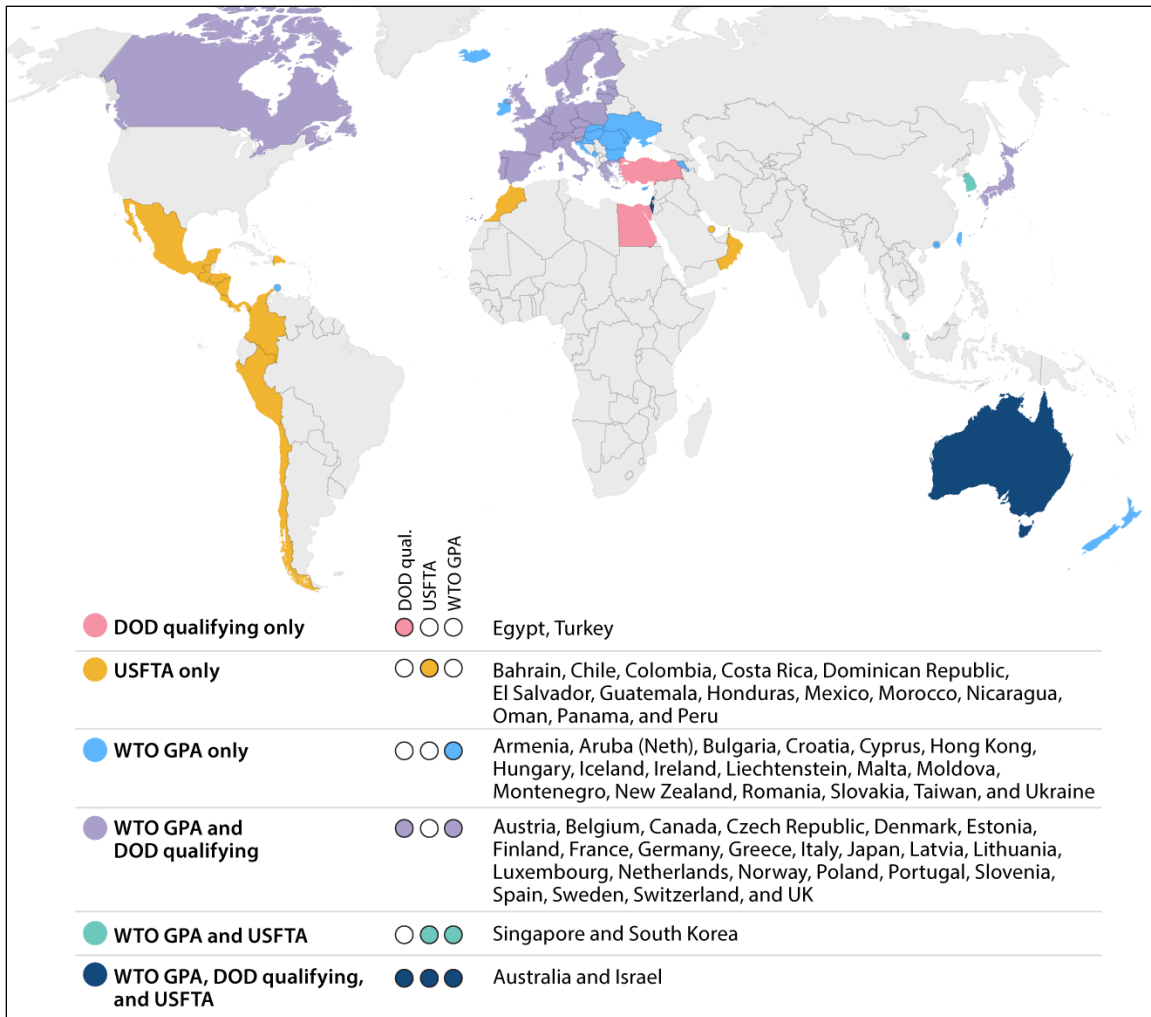 DOD qual.
USFTA
WTO GPA
DOD qualifying only
Egypt, Turkey
USFTA only
Bahrain, Chile, Colombia, Costa Rica, Dominican Republic,
El Salvador, Guatemala, Honduras, Mexico, Morocco, Nicaragua,
Oman, Panama, and Peru
WTO GPA only
Armenia, Aruba (Neth), Bulgaria, Croatia, Cyprus, Hong Kong,
Hungary, Iceland, Ireland, Liechtenstein, Malta, Moldova,
Montenegro, New Zealand, Romania, Slovakia, Taiwan, and Ukraine
WTO GPA and
DOD qualifying
Austria, Belgium, Canada, Czech Republic, Denmark, Estonia,
Finland, France, Germany, Greece, Italy, Japan, Latvia, Lithuania,
Luxembourg, Netherlands, Norway, Poland, Portugal, Slovenia,
Spain, Sweden, Switzerland, and UK
WTO GPA and USFTA
Singapore and South Korea
WTO GPA, DOD qualifying,
and USFTA
Australia and Israel